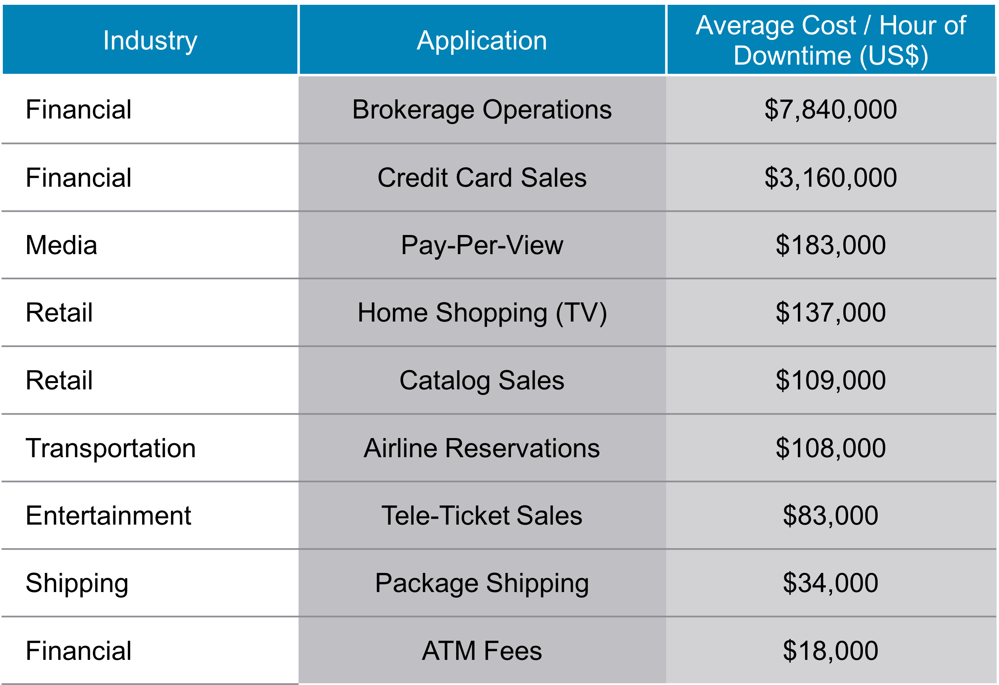 Industry
Application
Average Cost / Hour of
Downtime (US$)
Financial
Brokerage Operations
$7,840,000
Financial
Credit Card Sales
$3,160,000
Media
Pay-Per-View
$183,000
Retail
Home Shopping (TV)
$137,000
Retail
Catalog Sales
$109,000
Transportation
Airline Reservations
$108,000
Entertainment
Tele-Ticket Sales
$83,000
Shipping
Package Shipping
$34,000
Financial
ATM Fees
$18,000